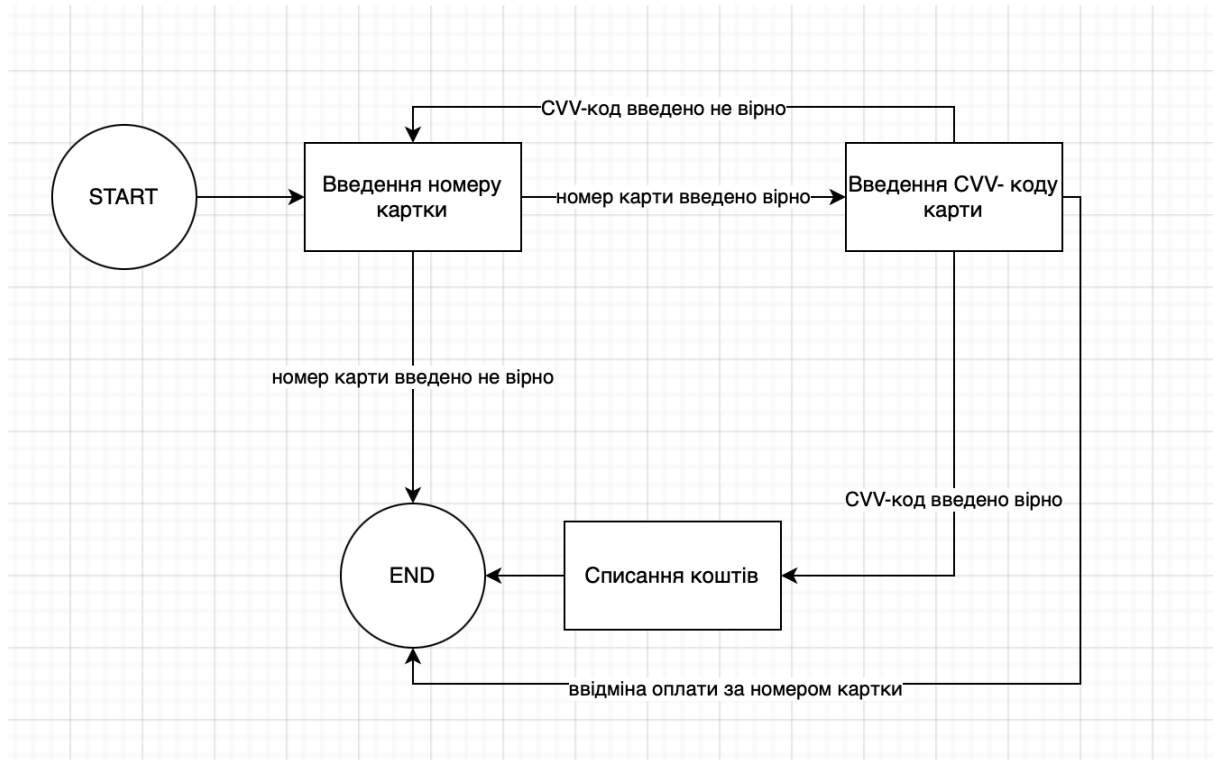 CVV-код введено не вірно
START
Введення номеру
картки
номер карти введено вірно
Введення CVV- коду
карти
номер карти введено не вірно
CVV-код введено вірно
END
Списання коштів
ввідміна оплати за номером картки